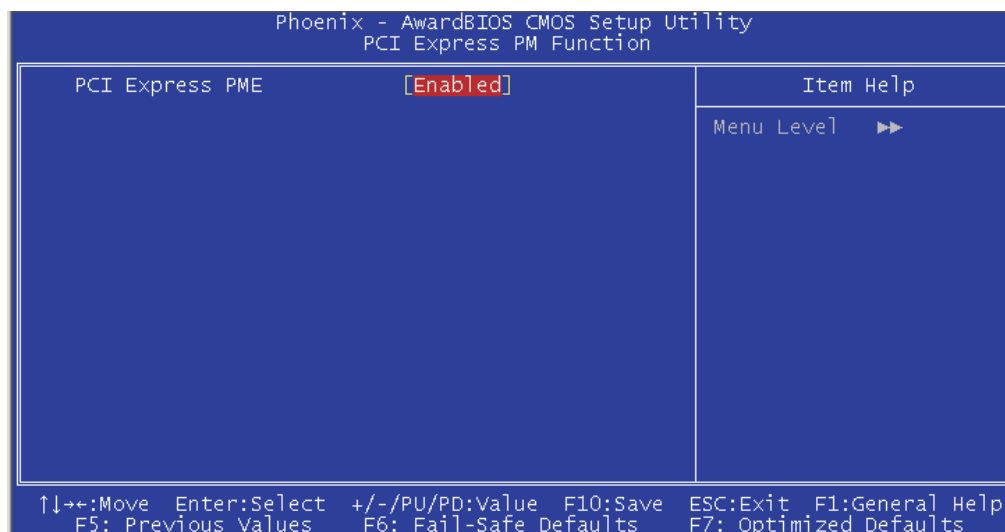 Phoenix - AwardBIOS CMOS Setup Utility
PCI Express PM Function
PCI Express PME [Enabled]
Item Help
Menu Level ►►
↑↓→←:Move Enter:Select +/-/PU/PD:Value F10:Save ESC:Exit F1:General Help
F5: Previous Values F6: Fail-Safe Defaults F7: Optimized Defaults